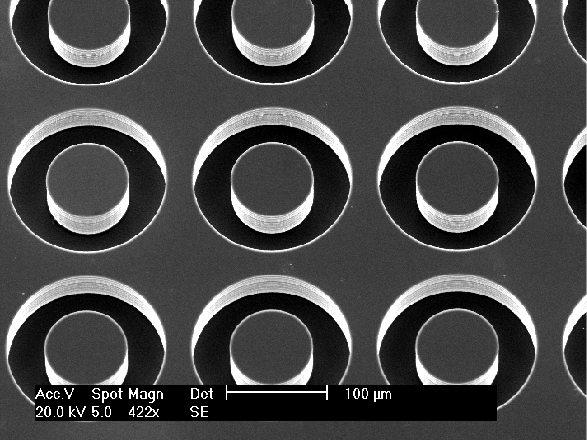 Acc.V Spot Magn Det 100 µm
20.0 kV 5.0 422x SE